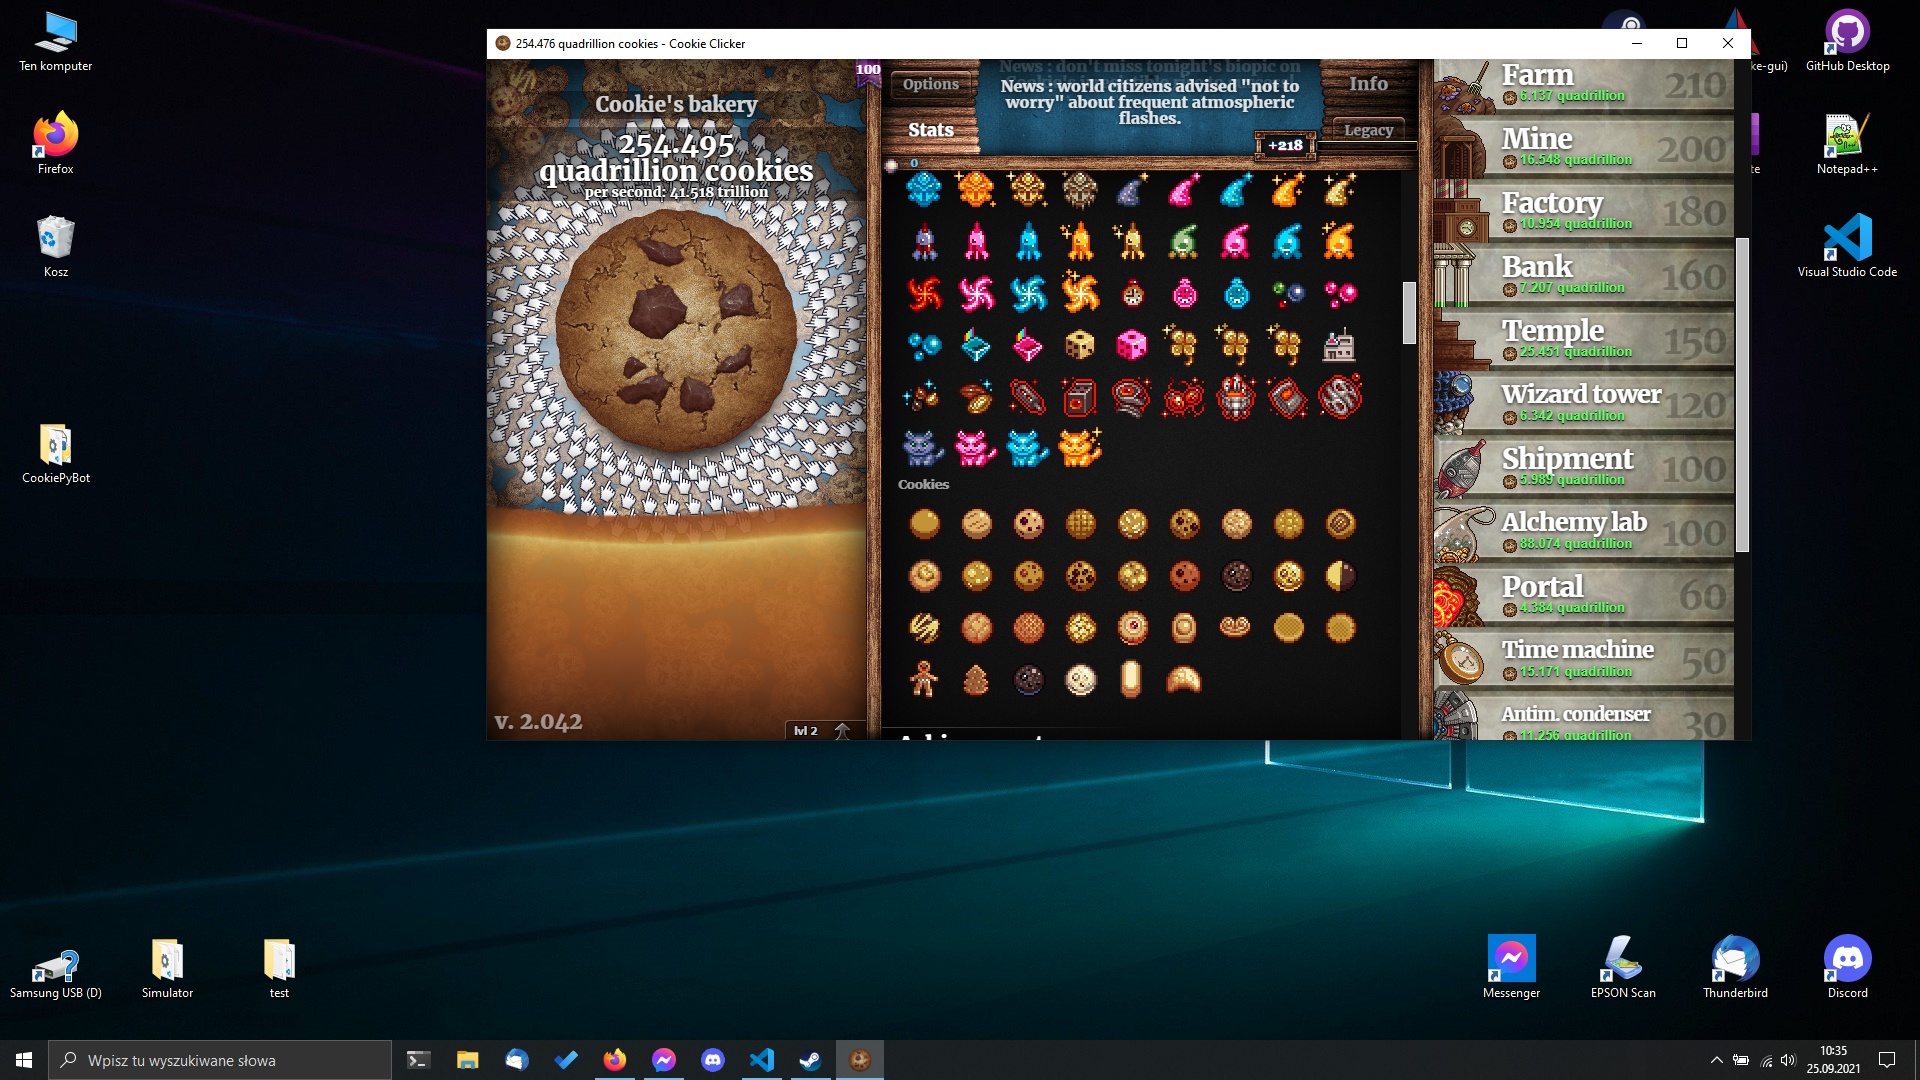 Ten komputer
Firefox
Kosz
CookiePyBot
Samsung USB (D)
Simulator
test
254.476 quadrillion cookies - Cookie Clicker
Cookie's bakery
254.495
quadrillion cookies
per second: 41.518 trillion
v. 2.042
lvl 2
100
Options
Stats
News : don't miss tonight's biopic on
News : world citizens advised "not to
worry" about frequent atmospheric
flashes.
Info
Legacy
+218
0
Cookies
Farm
6.137 quadrillion
210
Mine
16.548 quadrillion
200
Factory
10.954 quadrillion
180
Bank
7.207 quadrillion
160
Temple
25.451 quadrillion
150
Wizard tower
6.342 quadrillion
120
Shipment
5.989 quadrillion
100
Alchemy lab
88.074 quadrillion
100
Portal
4.384 quadrillion
60
Time machine
15.171 quadrillion
50
Antim. condenser
11.256 quadrillion
30
ke-gui)
GitHub Desktop
te
Notepad++
Visual Studio Code
Messenger
EPSON Scan
Thunderbird
Discord
Wpisz tu wyszukiwane słowa
10:35
25.09.2021